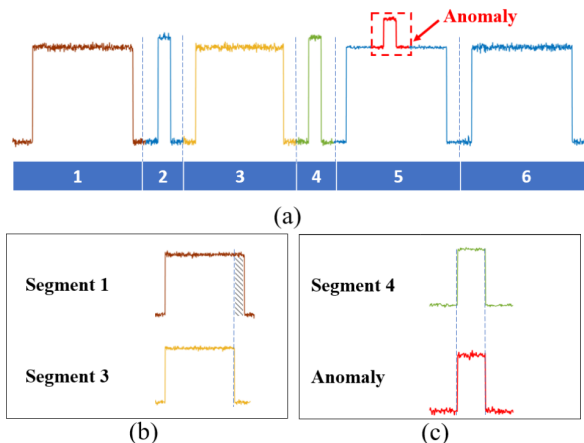 Anomaly
1 2 3 4 5 6
(a)
Segment 1
Segment 3
(b)
Segment 4
Anomaly
(c)